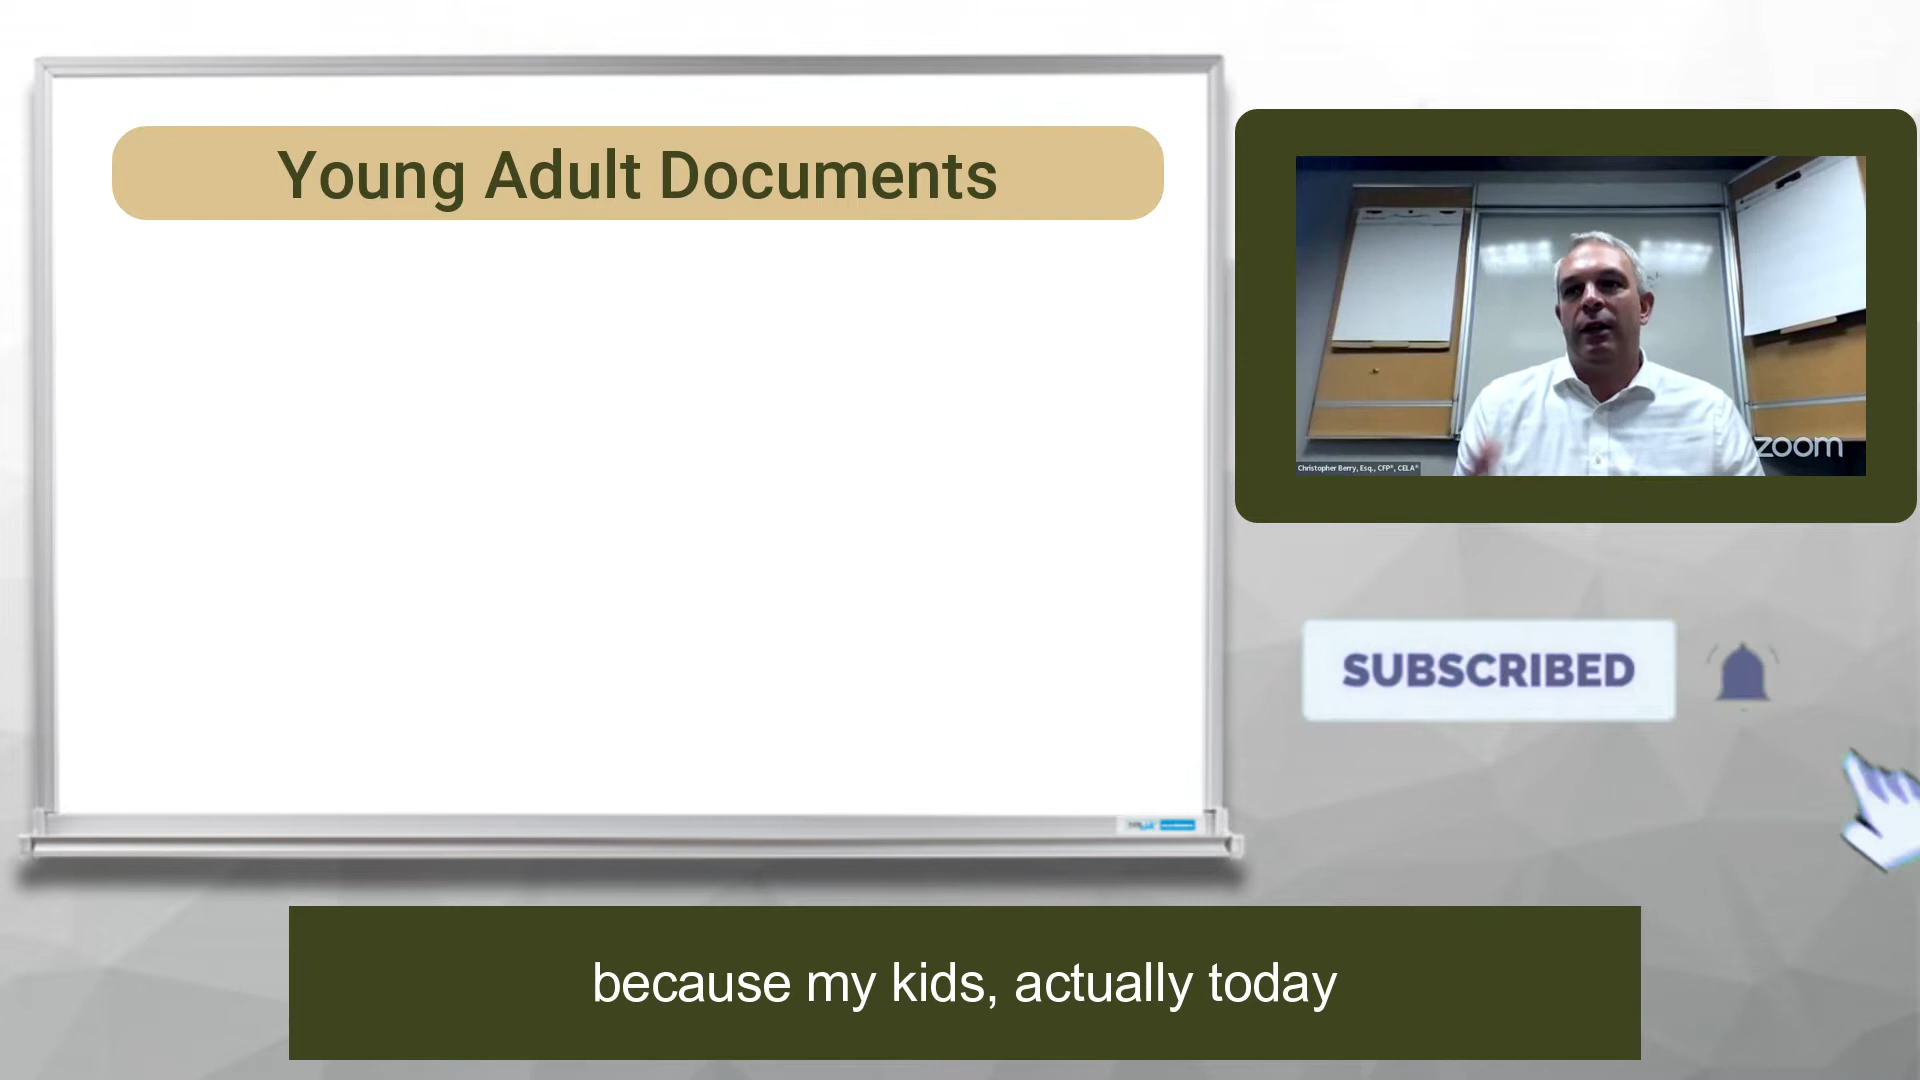 Young Adult Documents
Christopher Berry, Esq., CFP®, CELA®
zoom
SUBSCRIBED
because my kids, actually today